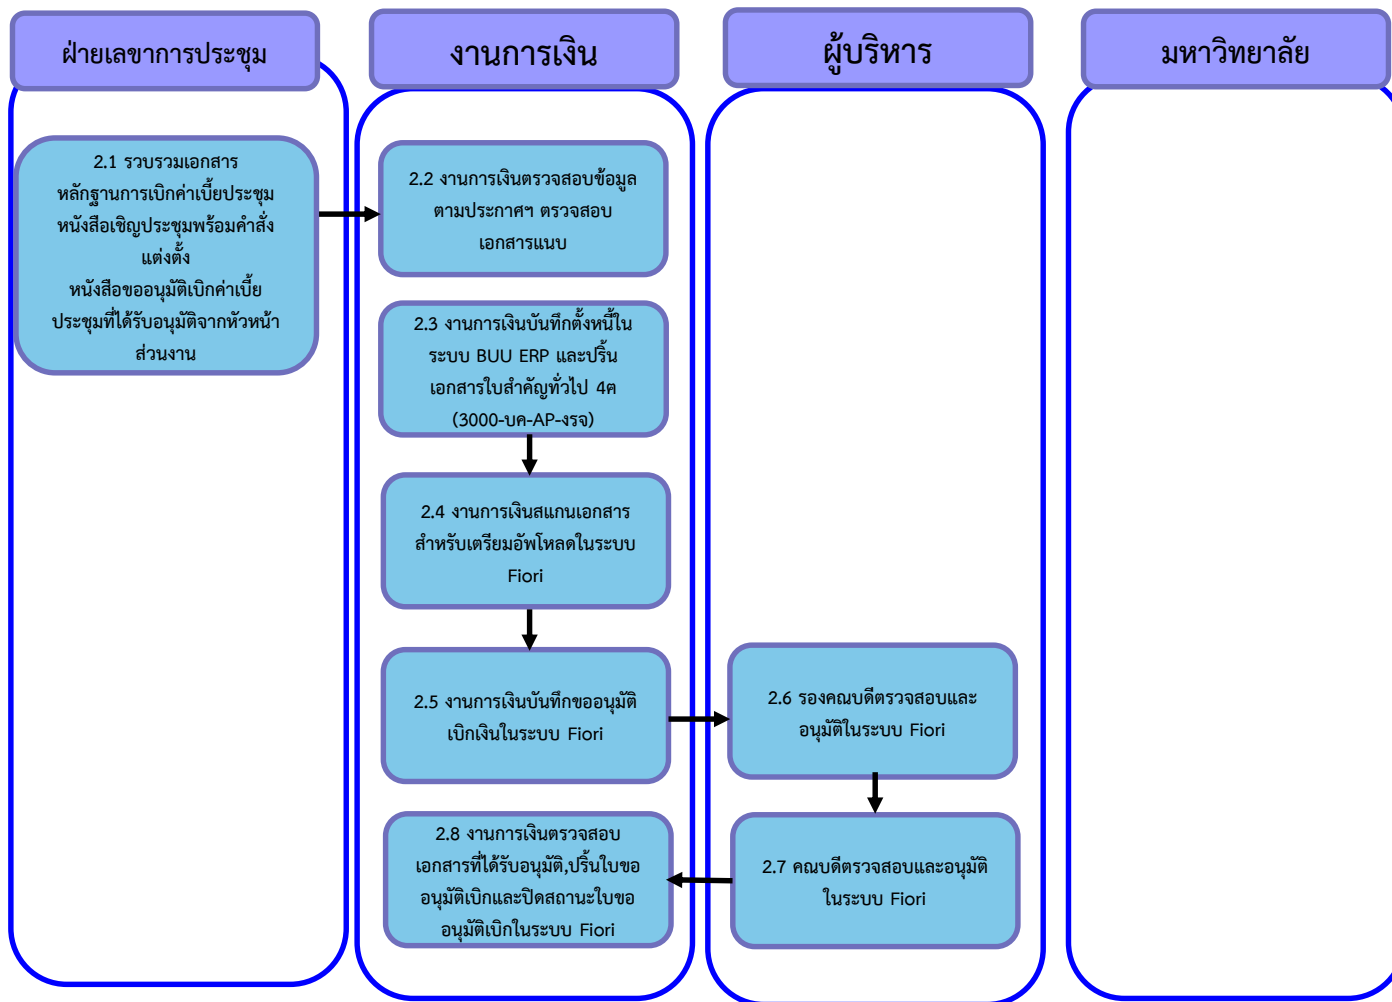 ฝ่ายเลขาการประชุม
งานการเงิน
ผู้บริหาร
มหาวิทยาลัย
2.1 รวบรวมเอกสาร
หลักฐานการเบิกค่าเบี้ยประชุม
หนังสือเชิญประชุมพร้อมคำสั่ง
แต่งตั้ง
หนังสือขออนุมัติเบิกค่าเบี้ย
ประชุมที่ได้รับอนุมัติจากหัวหน้า
ส่วนงาน
2.2 งานการเงินตรวจสอบข้อมูล
ตามประกาศฯ ตรวจสอบ
เอกสารแนบ
2.3 งานการเงินบันทึกตั้งหนี้ใน
ระบบ BUU ERP และปริ้น
เอกสารใบสำคัญทั่วไป 4ฅ
(3000-บค-AP-งรจ)
2.4 งานการเงินสแกนเอกสาร
สำหรับเตรียมอัพโหลดในระบบ
Fiori
2.5 งานการเงินบันทึกขออนุมัติ
เบิกเงินในระบบ Fiori
2.6 รองคณบดีตรวจสอบและ
อนุมัติในระบบ Fiori
2.7 คณบดีตรวจสอบและอนุมัติ
ในระบบ Fiori
2.8 งานการเงินตรวจสอบ
เอกสารที่ได้รับอนุมัติ,ปริ้นใบขอ
อนุมัติเบิกและปิดสถานะใบขอ
อนุมัติเบิกในระบบ Fiori